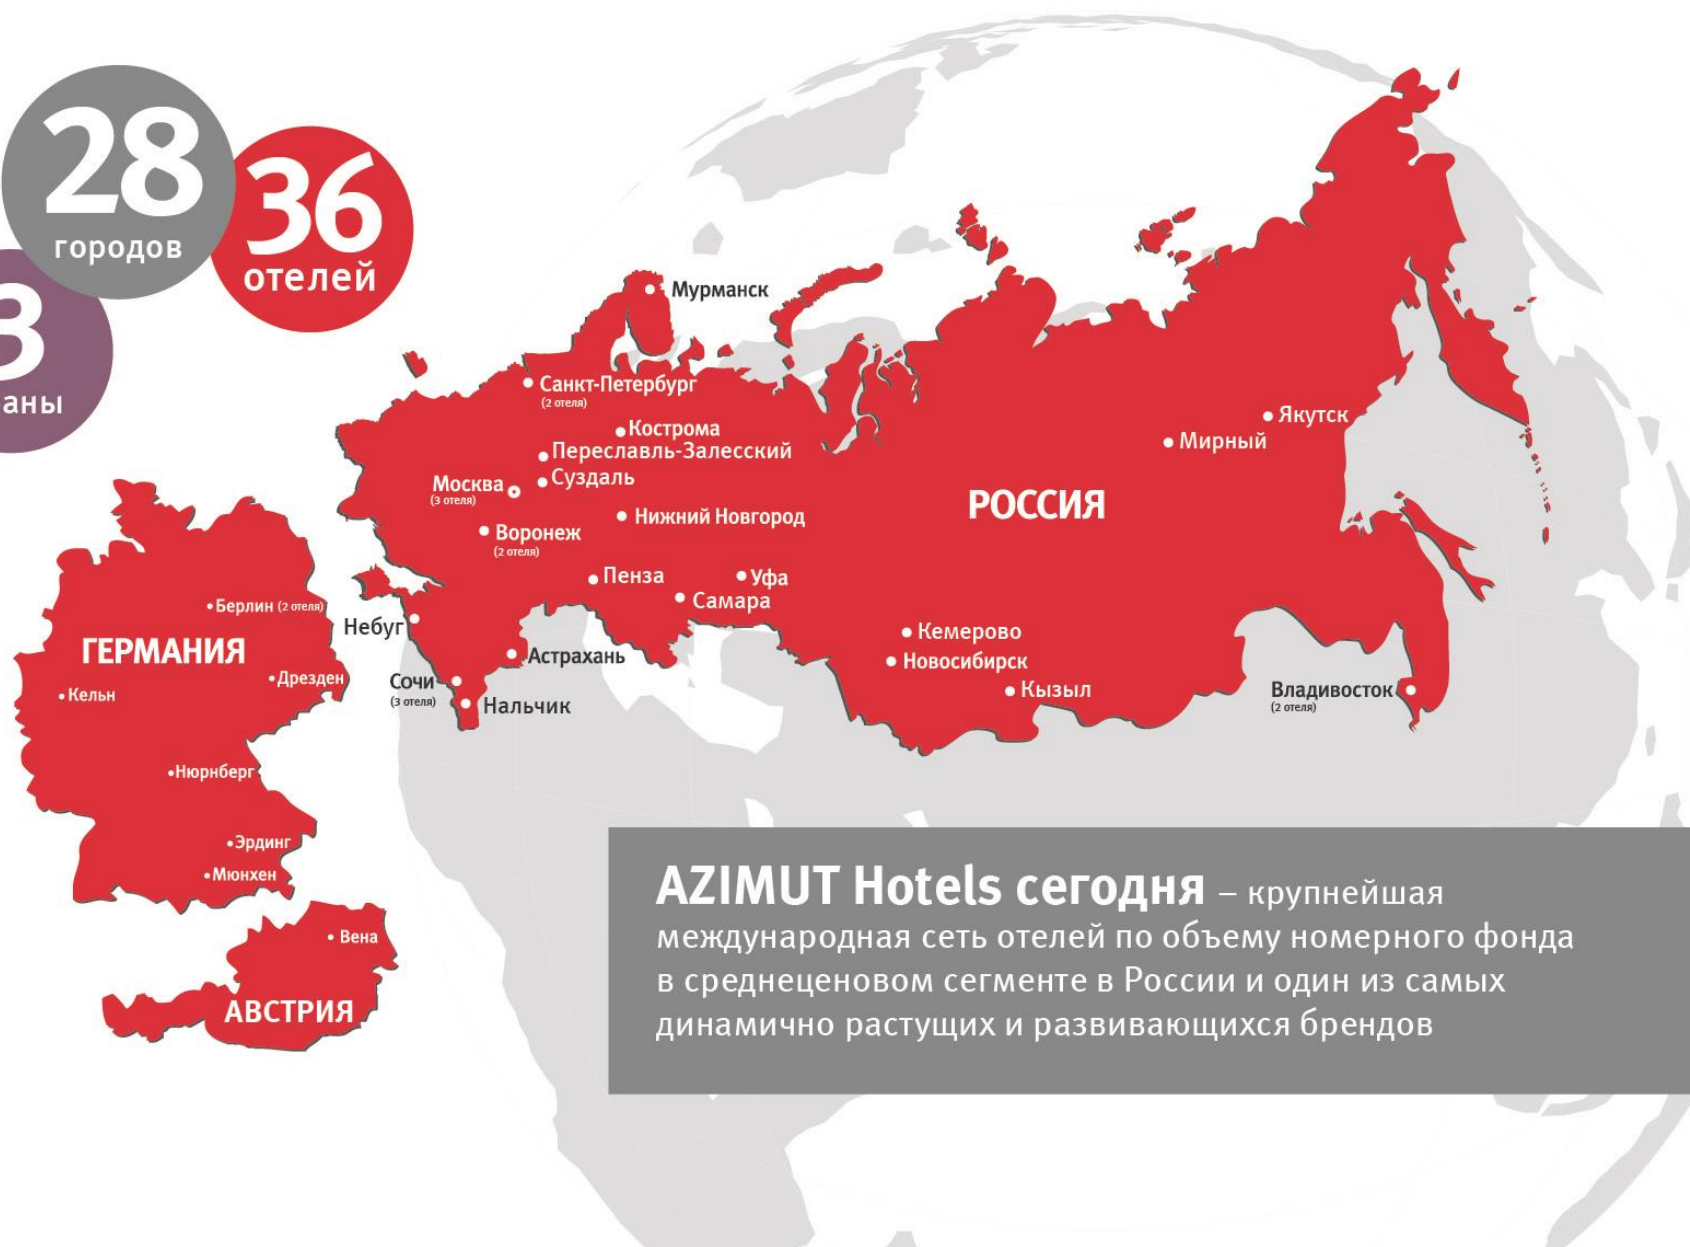 28
городов
36
отелей
3
аны
Мурманск
Санкт-Петербург
(2 отеля)
Кострома
Переславль-Залесский
Суздаль
Москва
(3 отеля)
Нижний Новгород
Воронеж
(2 отеля)
Пенза
Уфа
Самара
Небуг
Астрахань
Сочи
(3 отеля)
Нальчик
РОССИЯ
Якутск
Мирный
Кемерово
Новосибирск
Кызыл
Владивосток
(2 отеля)
Берлин (2 отеля)
ГЕРМАНИЯ
Дрезден
Кельн
Нюрнберг
Эрдинг
Мюнхен
Вена
АВСТРИЯ
AZIMUT Hotels сегодня – крупнейшая
международная сеть отелей по объему номерного фонда
в среднеценовом сегменте в России и один из самых
динамично растущих и развивающихся брендов